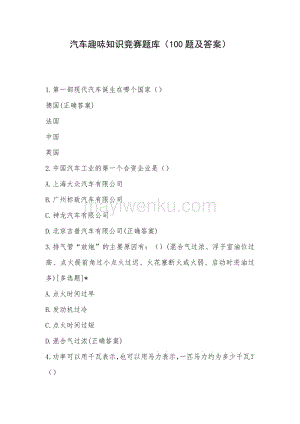 汽车趣味知识竞赛题库（100题及答案）
1.第一部现代汽车诞生在哪个国家（）
德国(正确答案)
法国
中国
英国
2.中国汽车工业的第一个合资企业是（）
A.上海大众汽车有限公司
B.广州标致汽车有限公司
C.神龙汽车有限公司
D.北京吉普汽车有限公司(正确答案)
3.排气管“放炮”的主要原因有：（）(混合气过浓、浮子室油位过
高、点火提前角过小点火过迟、火花塞断火或火弱、启动时进油过
多)[多选题]*
A.点火时间过早
B.发动机过冷
C.点火时间过短
D.混合气过浓(正确答案)
4.功率可以用千瓦表示,也可以用马力表示,一匹马力约为多少千瓦?
（）
mayiwenku.com